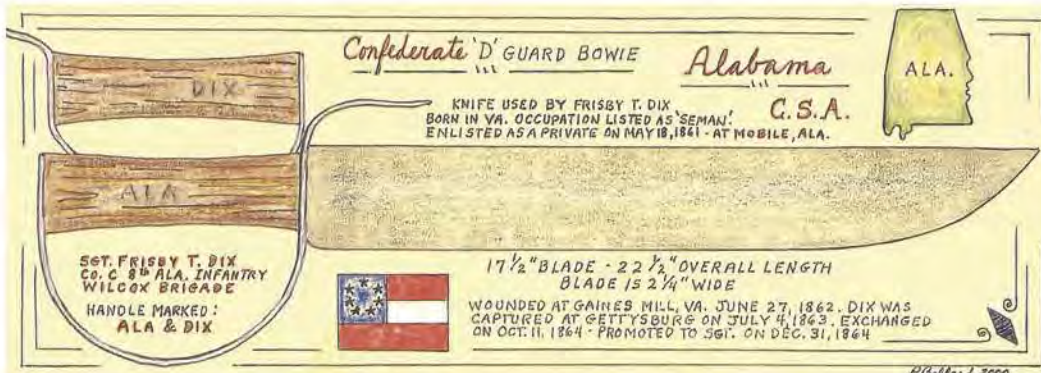 Confederate 'D' GUARD BOWIE
Alabama
C.S.A.
ALA.
DIX
KNIFE USED BY FRISBY T. DIX
BORN IN VA. OCCUPATION LISTED AS 'SEMAN'.
ENLISTED AS A PRIVATE ON MAY 18, 1861 - AT MOBILE, ALA.
ALA
SGT. FRISBY T. DIX
CO. C 8th ALA. INFANTRY
WILCOX BRIGADE
HANDLE MARKED:
ALA & DIX
17 1/2" BLADE - 22 1/2" OVERALL LENGTH
BLADE IS 2 1/4" WIDE
WOUNDED AT GAINES MILL, VA. JUNE 27, 1862. DIX WAS
CAPTURED AT GETTYSBURG ON JULY 4, 1863. EXCHANGED
ON OCT. 11, 1864 - PROMOTED TO SGT. ON DEC. 31, 1864